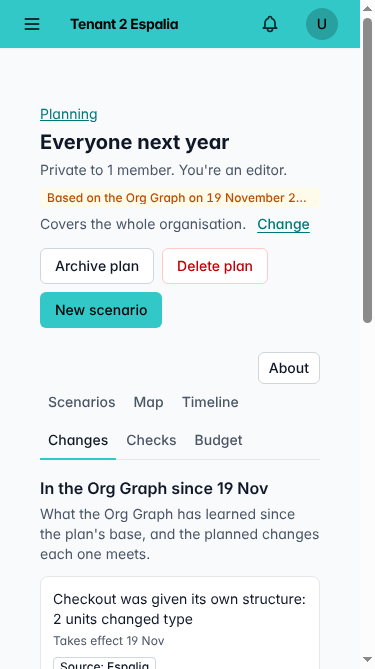 Tenant 2 Espalia
U
Planning
Everyone next year
Private to 1 member. You're an editor.
Based on the Org Graph on 19 November 2...
Covers the whole organisation. Change
Archive plan
Delete plan
New scenario
About
Scenarios
Map
Timeline
Changes
Checks
Budget
In the Org Graph since 19 Nov
What the Org Graph has learned since
the plan's base, and the planned changes
each one meets.
Checkout was given its own structure:
2 units changed type
Takes effect 19 Nov
Source: Espalia